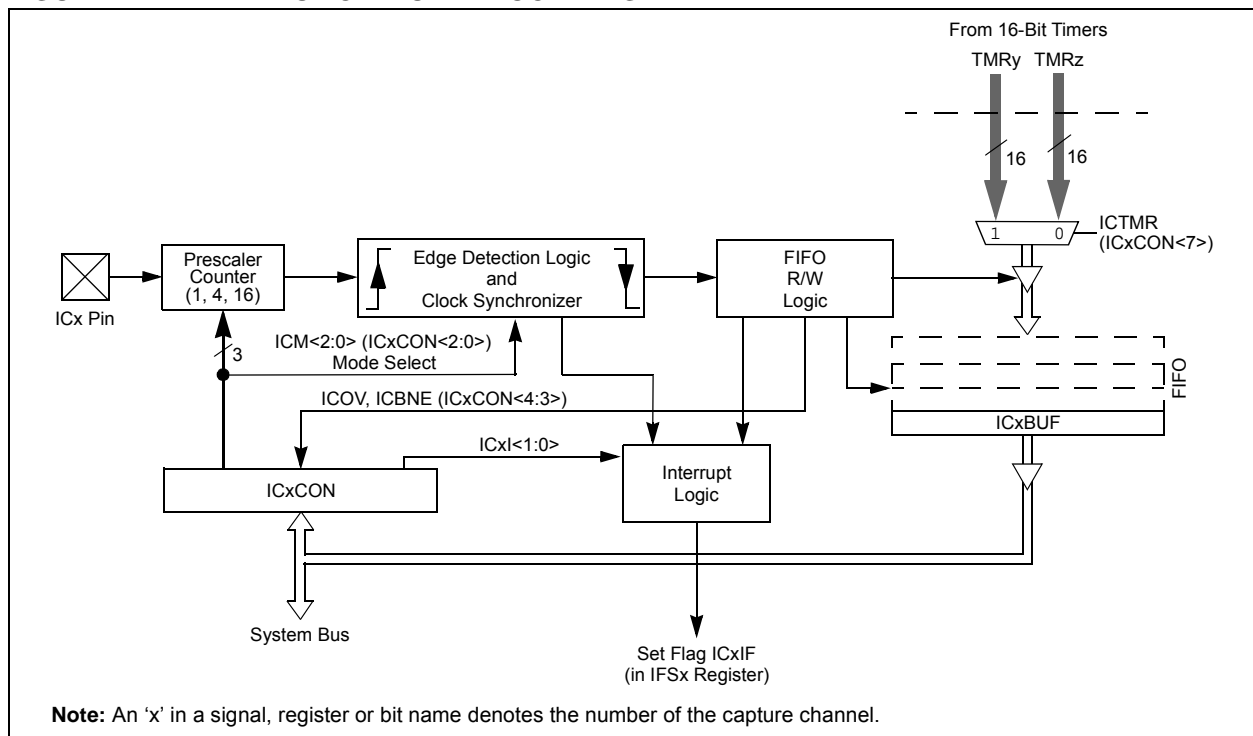 From 16-Bit Timers
TMRy TMRz
16 16
1 0
ICTMR
(ICxCON<7>)
Prescaler
Counter
(1, 4, 16)
Edge Detection Logic
and
Clock Synchronizer
FIFO
R/W
Logic
ICx Pin
3
ICM<2:0> (ICxCON<2:0>)
Mode Select
FIFO
ICOV, ICBNE (ICxCON<4:3>)
ICxBUF
ICxI<1:0>
ICxCON
Interrupt
Logic
System Bus
Set Flag ICxIF
(in IFSx Register)
Note: An ‘x’ in a signal, register or bit name denotes the number of the capture channel.